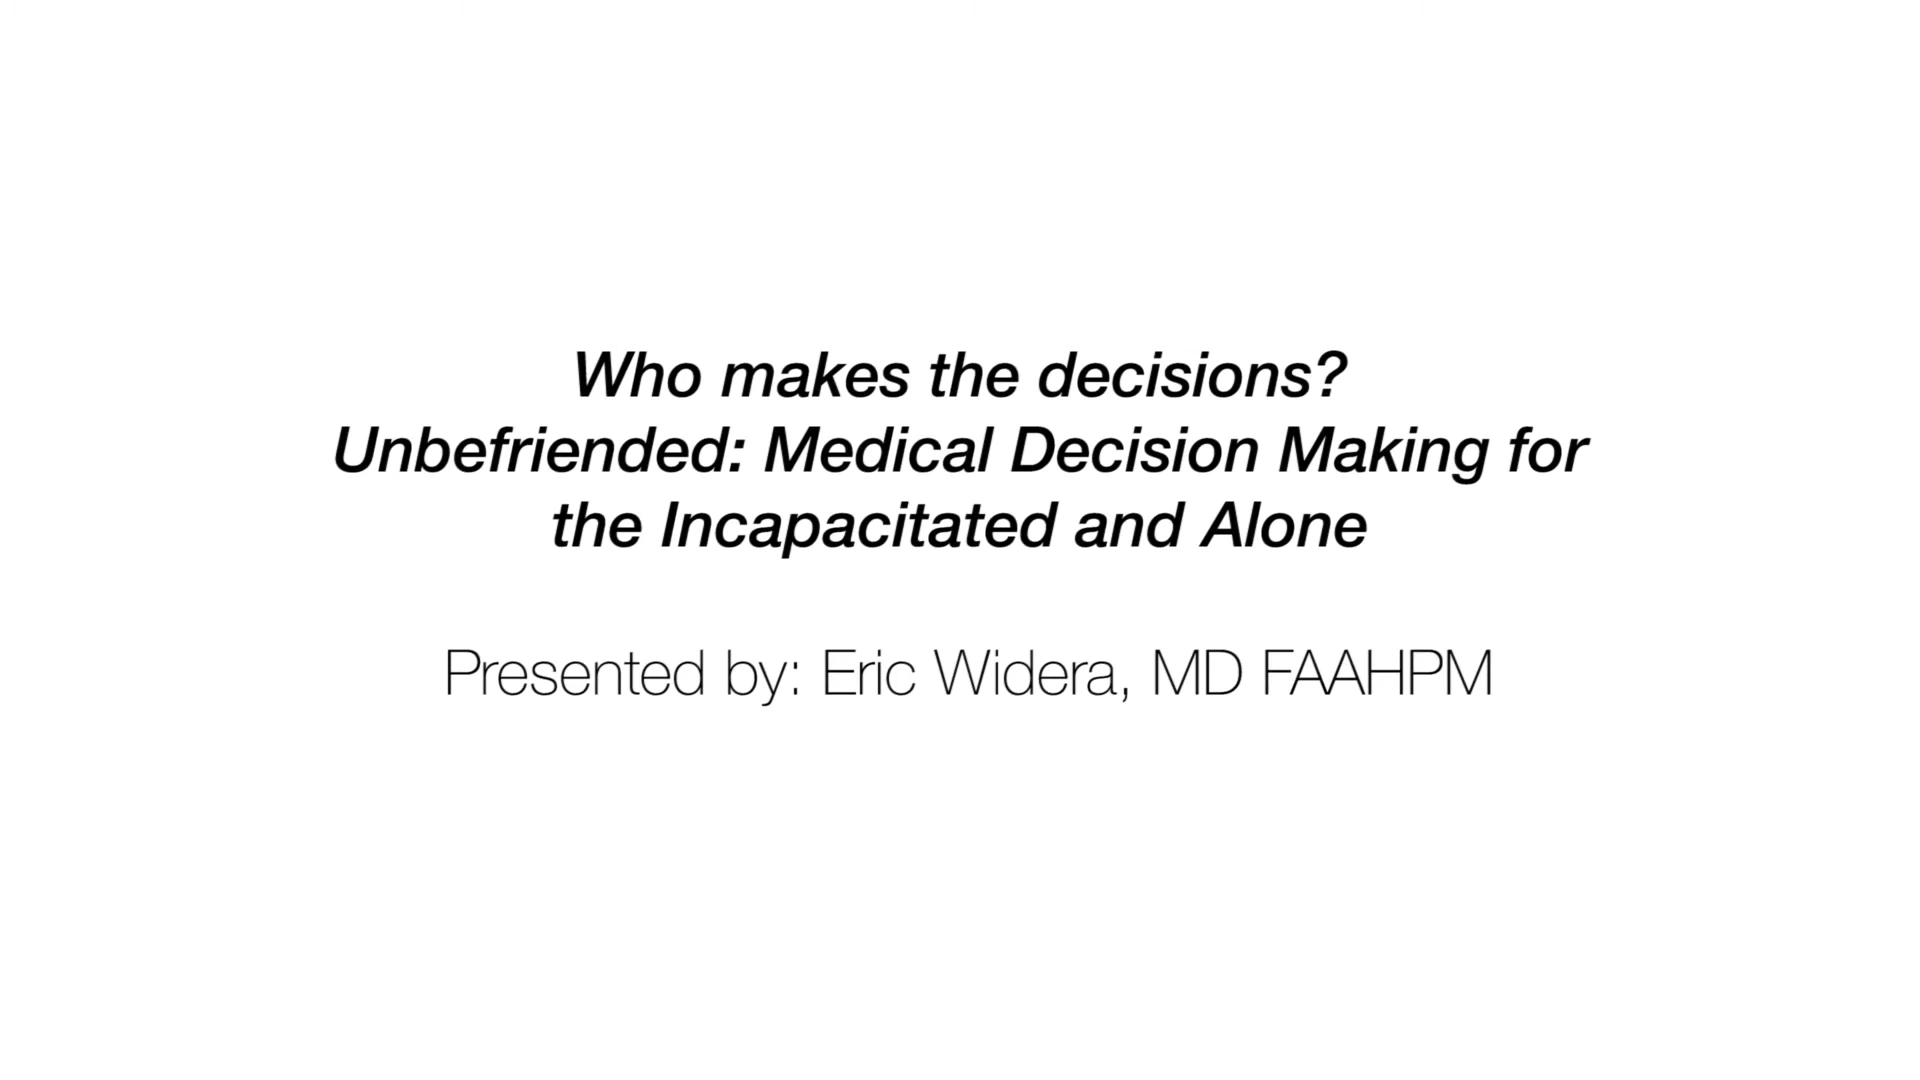 Who makes the decisions?
Unbefriended: Medical Decision Making for
the Incapacitated and Alone
Presented by: Eric Widera, MD FAAHPM